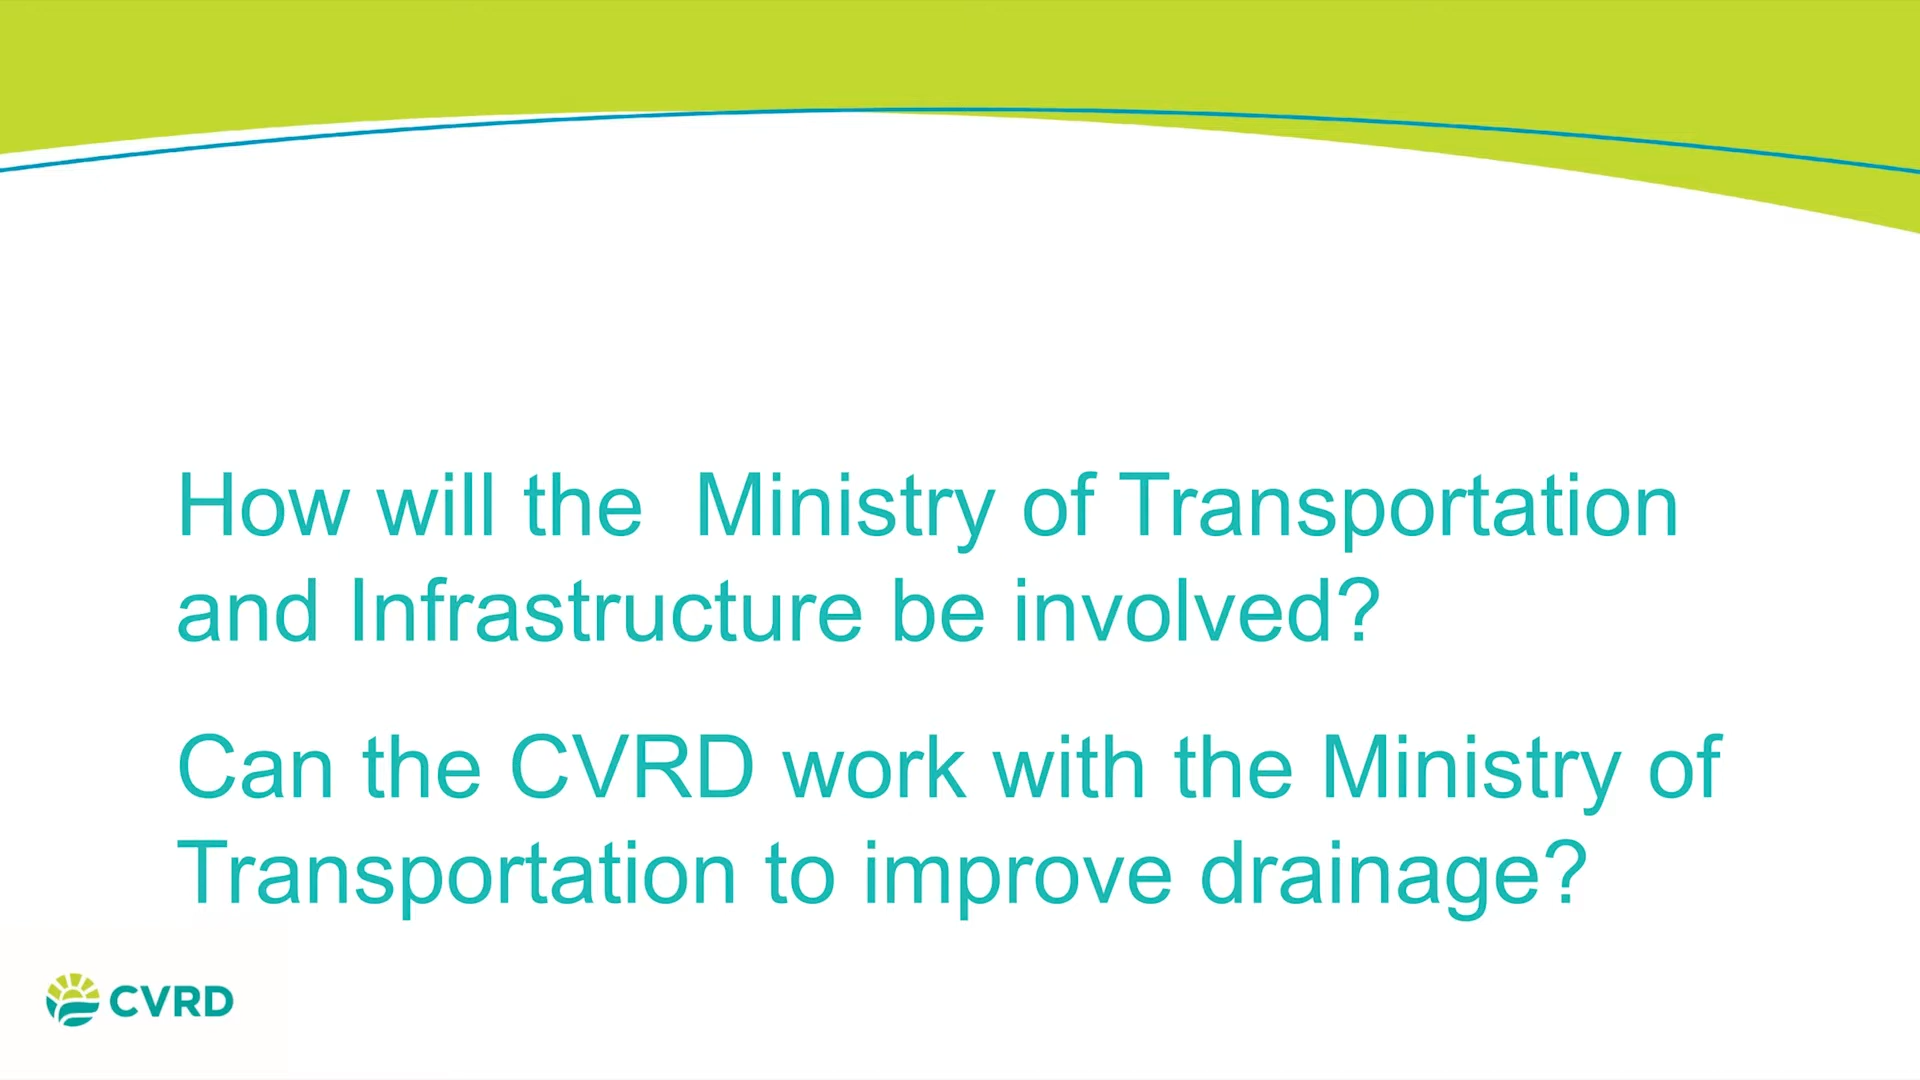 How will the  Ministry of Transportation
and Infrastructure be involved?
Can the CVRD work with the Ministry of
Transportation to improve drainage?
CVRD